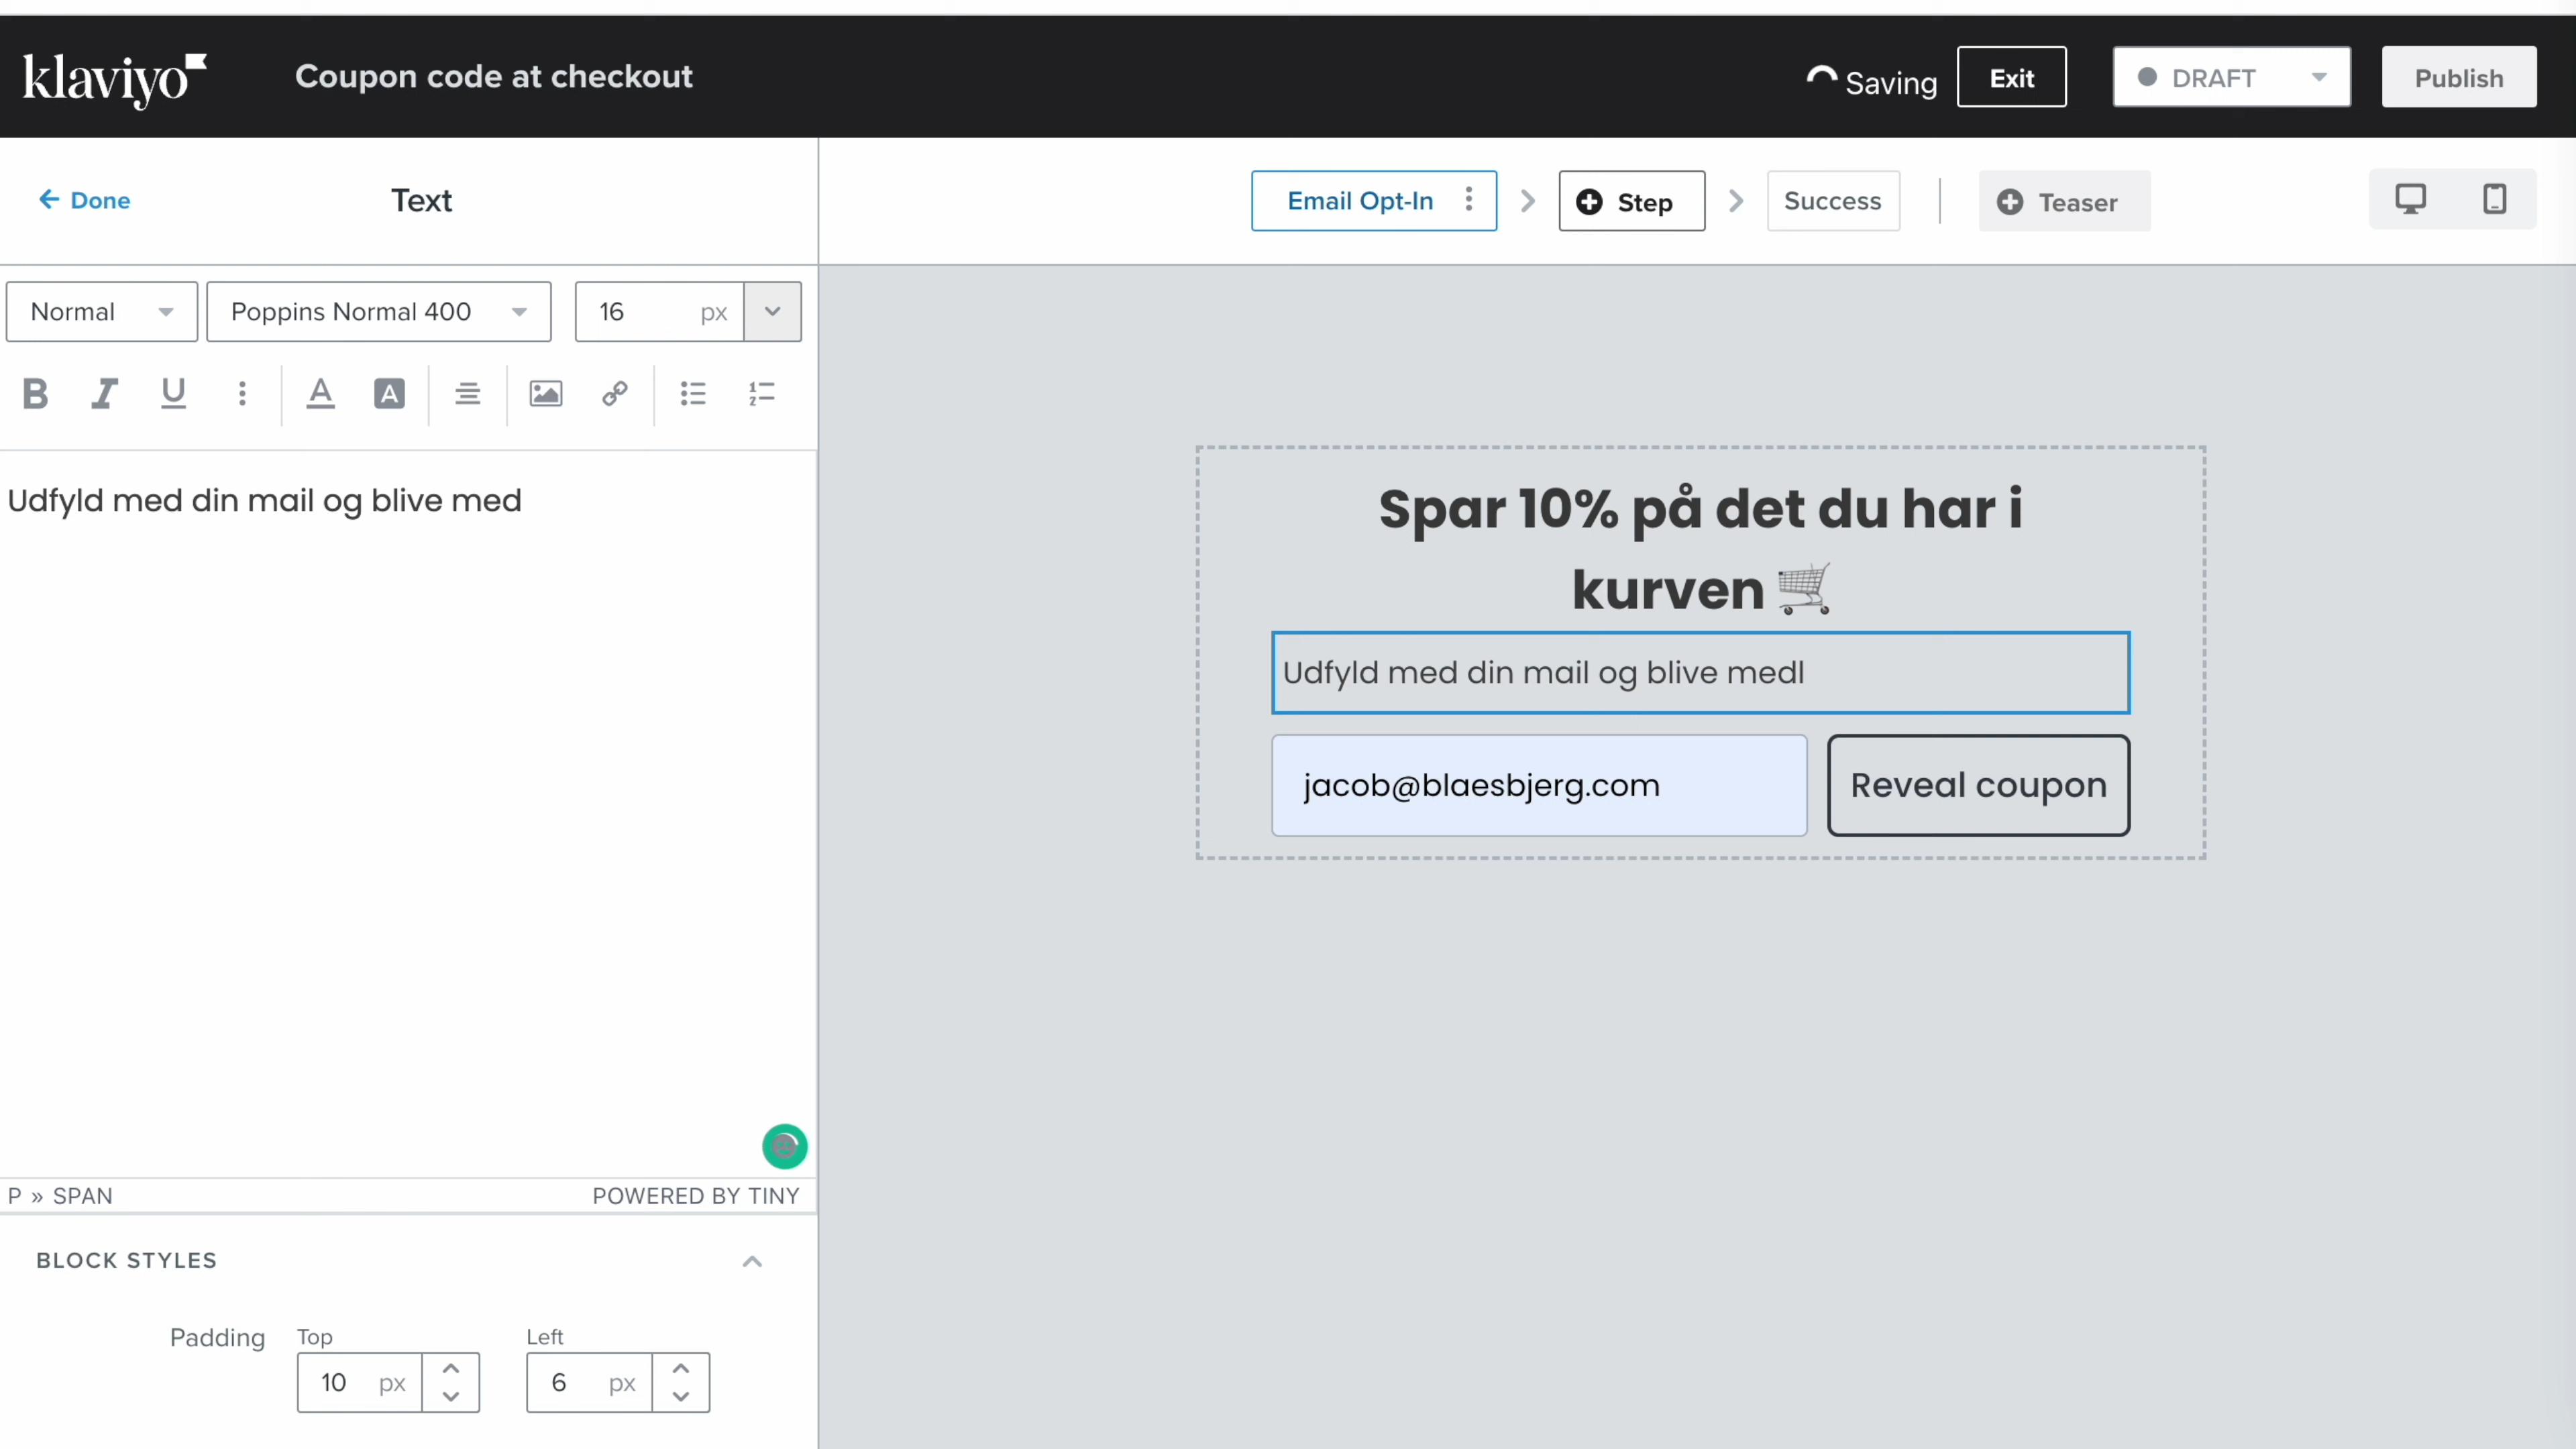 klaviyo
Coupon code at checkout
Saving
Exit
DRAFT
Publish
Done
Text
Email Opt-In
Step
Success
Teaser
Normal
Poppins Normal 400
16 px
B I U A A
Udfyld med din mail og blive med
P » SPAN
POWERED BY TINY
BLOCK STYLES
Padding
Top
Left
10 px
6 px
Spar 10% på det du har i
kurven
Udfyld med din mail og blive medl
jacob@blaesbjerg.com
Reveal coupon